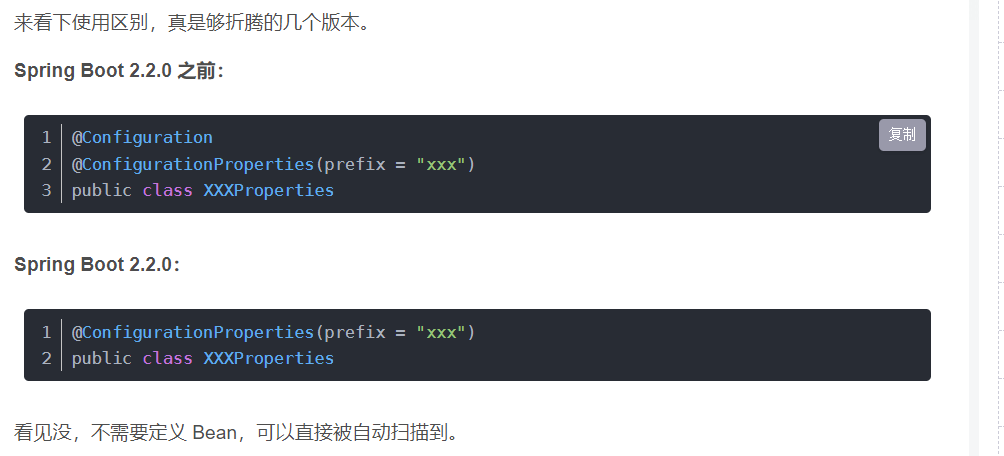 来看下使用区别，真是够折腾的几个版本。
Spring Boot 2.2.0 之前：
复制
1 @Configuration
2 @ConfigurationProperties(prefix = "xxx")
3 public class XXXProperties
Spring Boot 2.2.0：
1 @ConfigurationProperties(prefix = "xxx")
2 public class XXXProperties
看见没，不需要定义 Bean，可以直接被自动扫描到。